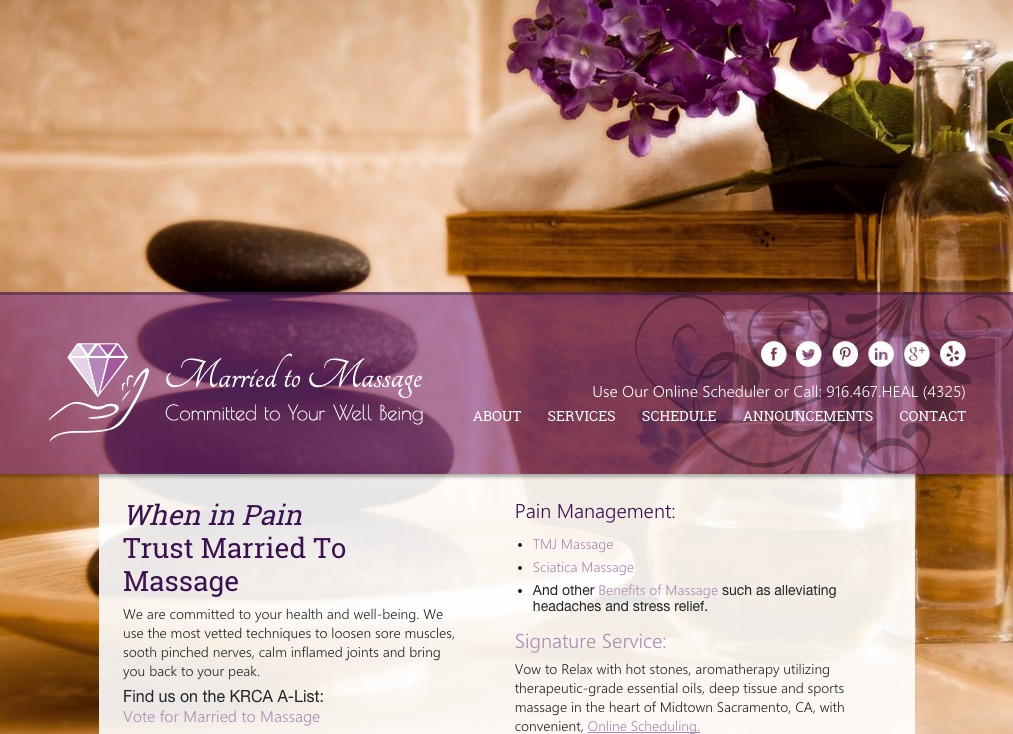 Married to Massage
Committed to Your Well Being
Use Our Online Scheduler or Call: 916.467.HEAL (4325)
ABOUT SERVICES SCHEDULE ANNOUNCEMENTS CONTACT
When in Pain
Trust Married To
Massage
We are committed to your health and well-being. We
use the most vetted techniques to loosen sore muscles,
sooth pinched nerves, calm inflamed joints and bring
you back to your peak.
Find us on the KRCA A-List:
Vote for Married to Massage
Pain Management:
TMJ Massage
Sciatica Massage
And other Benefits of Massage such as alleviating
headaches and stress relief.
Signature Service:
Vow to Relax with hot stones, aromatherapy utilizing
therapeutic-grade essential oils, deep tissue and sports
massage in the heart of Midtown Sacramento, CA, with
convenient, Online Scheduling.